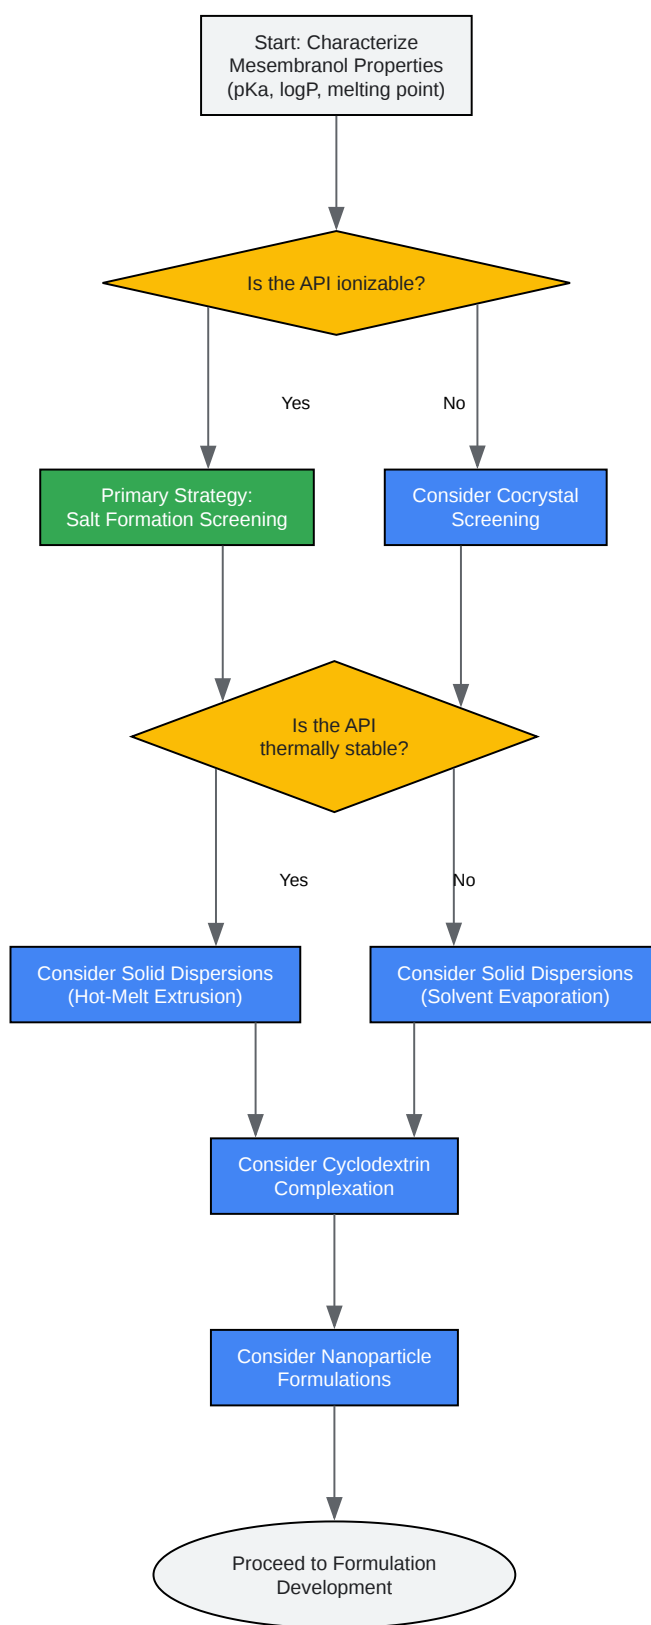 Start: Characterize
Mesembranol Properties
(pKa, logP, melting point)
Is the API ionizable?
Yes
No
Primary Strategy:
Salt Formation Screening
Consider Cocrystal
Screening
Is the API
thermally stable?
Yes
No
Consider Solid Dispersions
(Hot-Melt Extrusion)
Consider Solid Dispersions
(Solvent Evaporation)
Consider Cyclodextrin
Complexation
Consider Nanoparticle
Formulations
Proceed to Formulation
Development